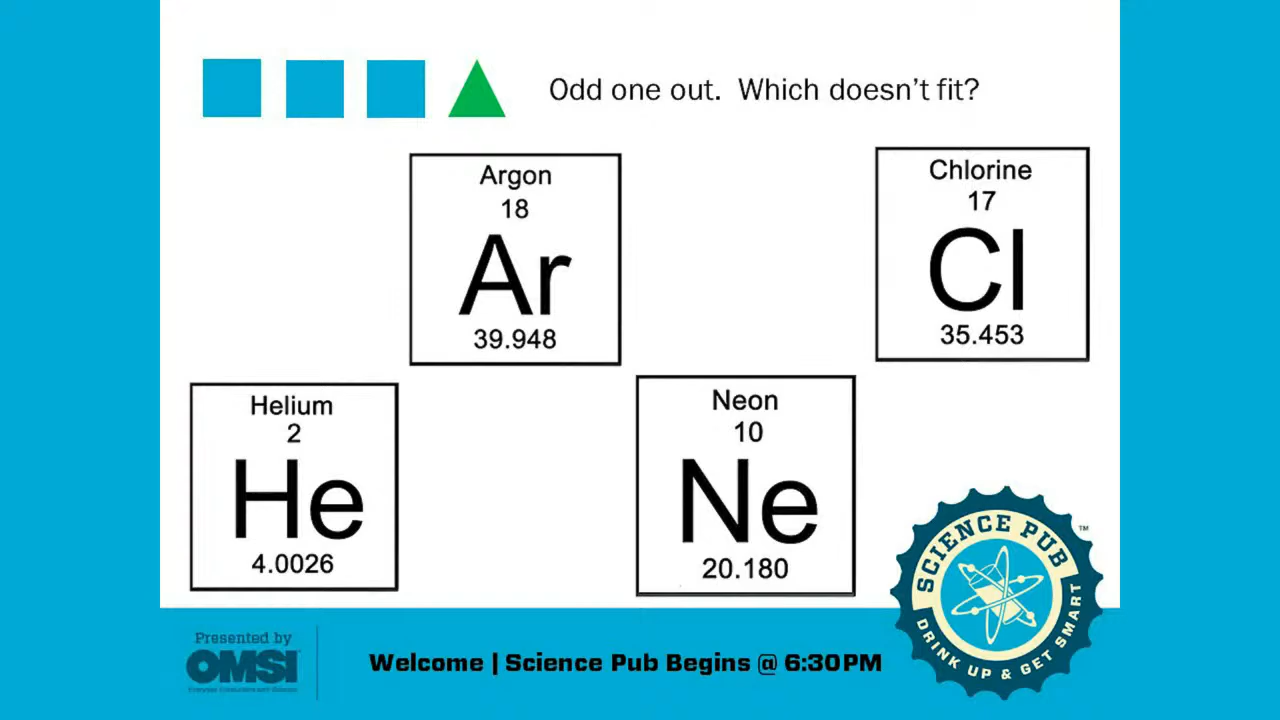 Odd one out. Which doesn't fit?
Argon
18
Ar
39.948
Chlorine
17
Cl
35.453
Helium
2
He
4.0026
Neon
10
Ne
20.180
SCIENCE PUB
DRINK UP & GET SMART
TM
Presented by
OMSI
Welcome | Science Pub Begins @ 6:30PM